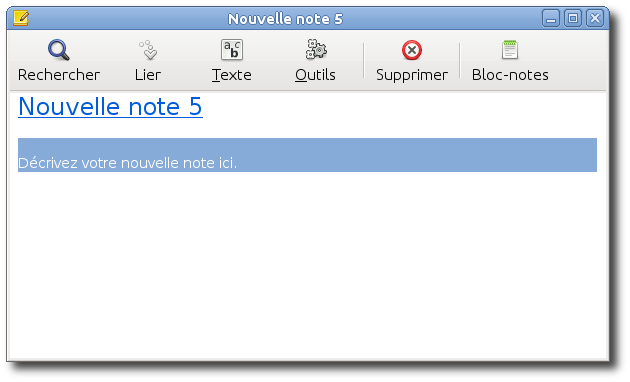 Nouvelle note 5
Rechercher Lier Texte Outils Supprimer Bloc-notes
Nouvelle note 5
Décrivez votre nouvelle note ici.